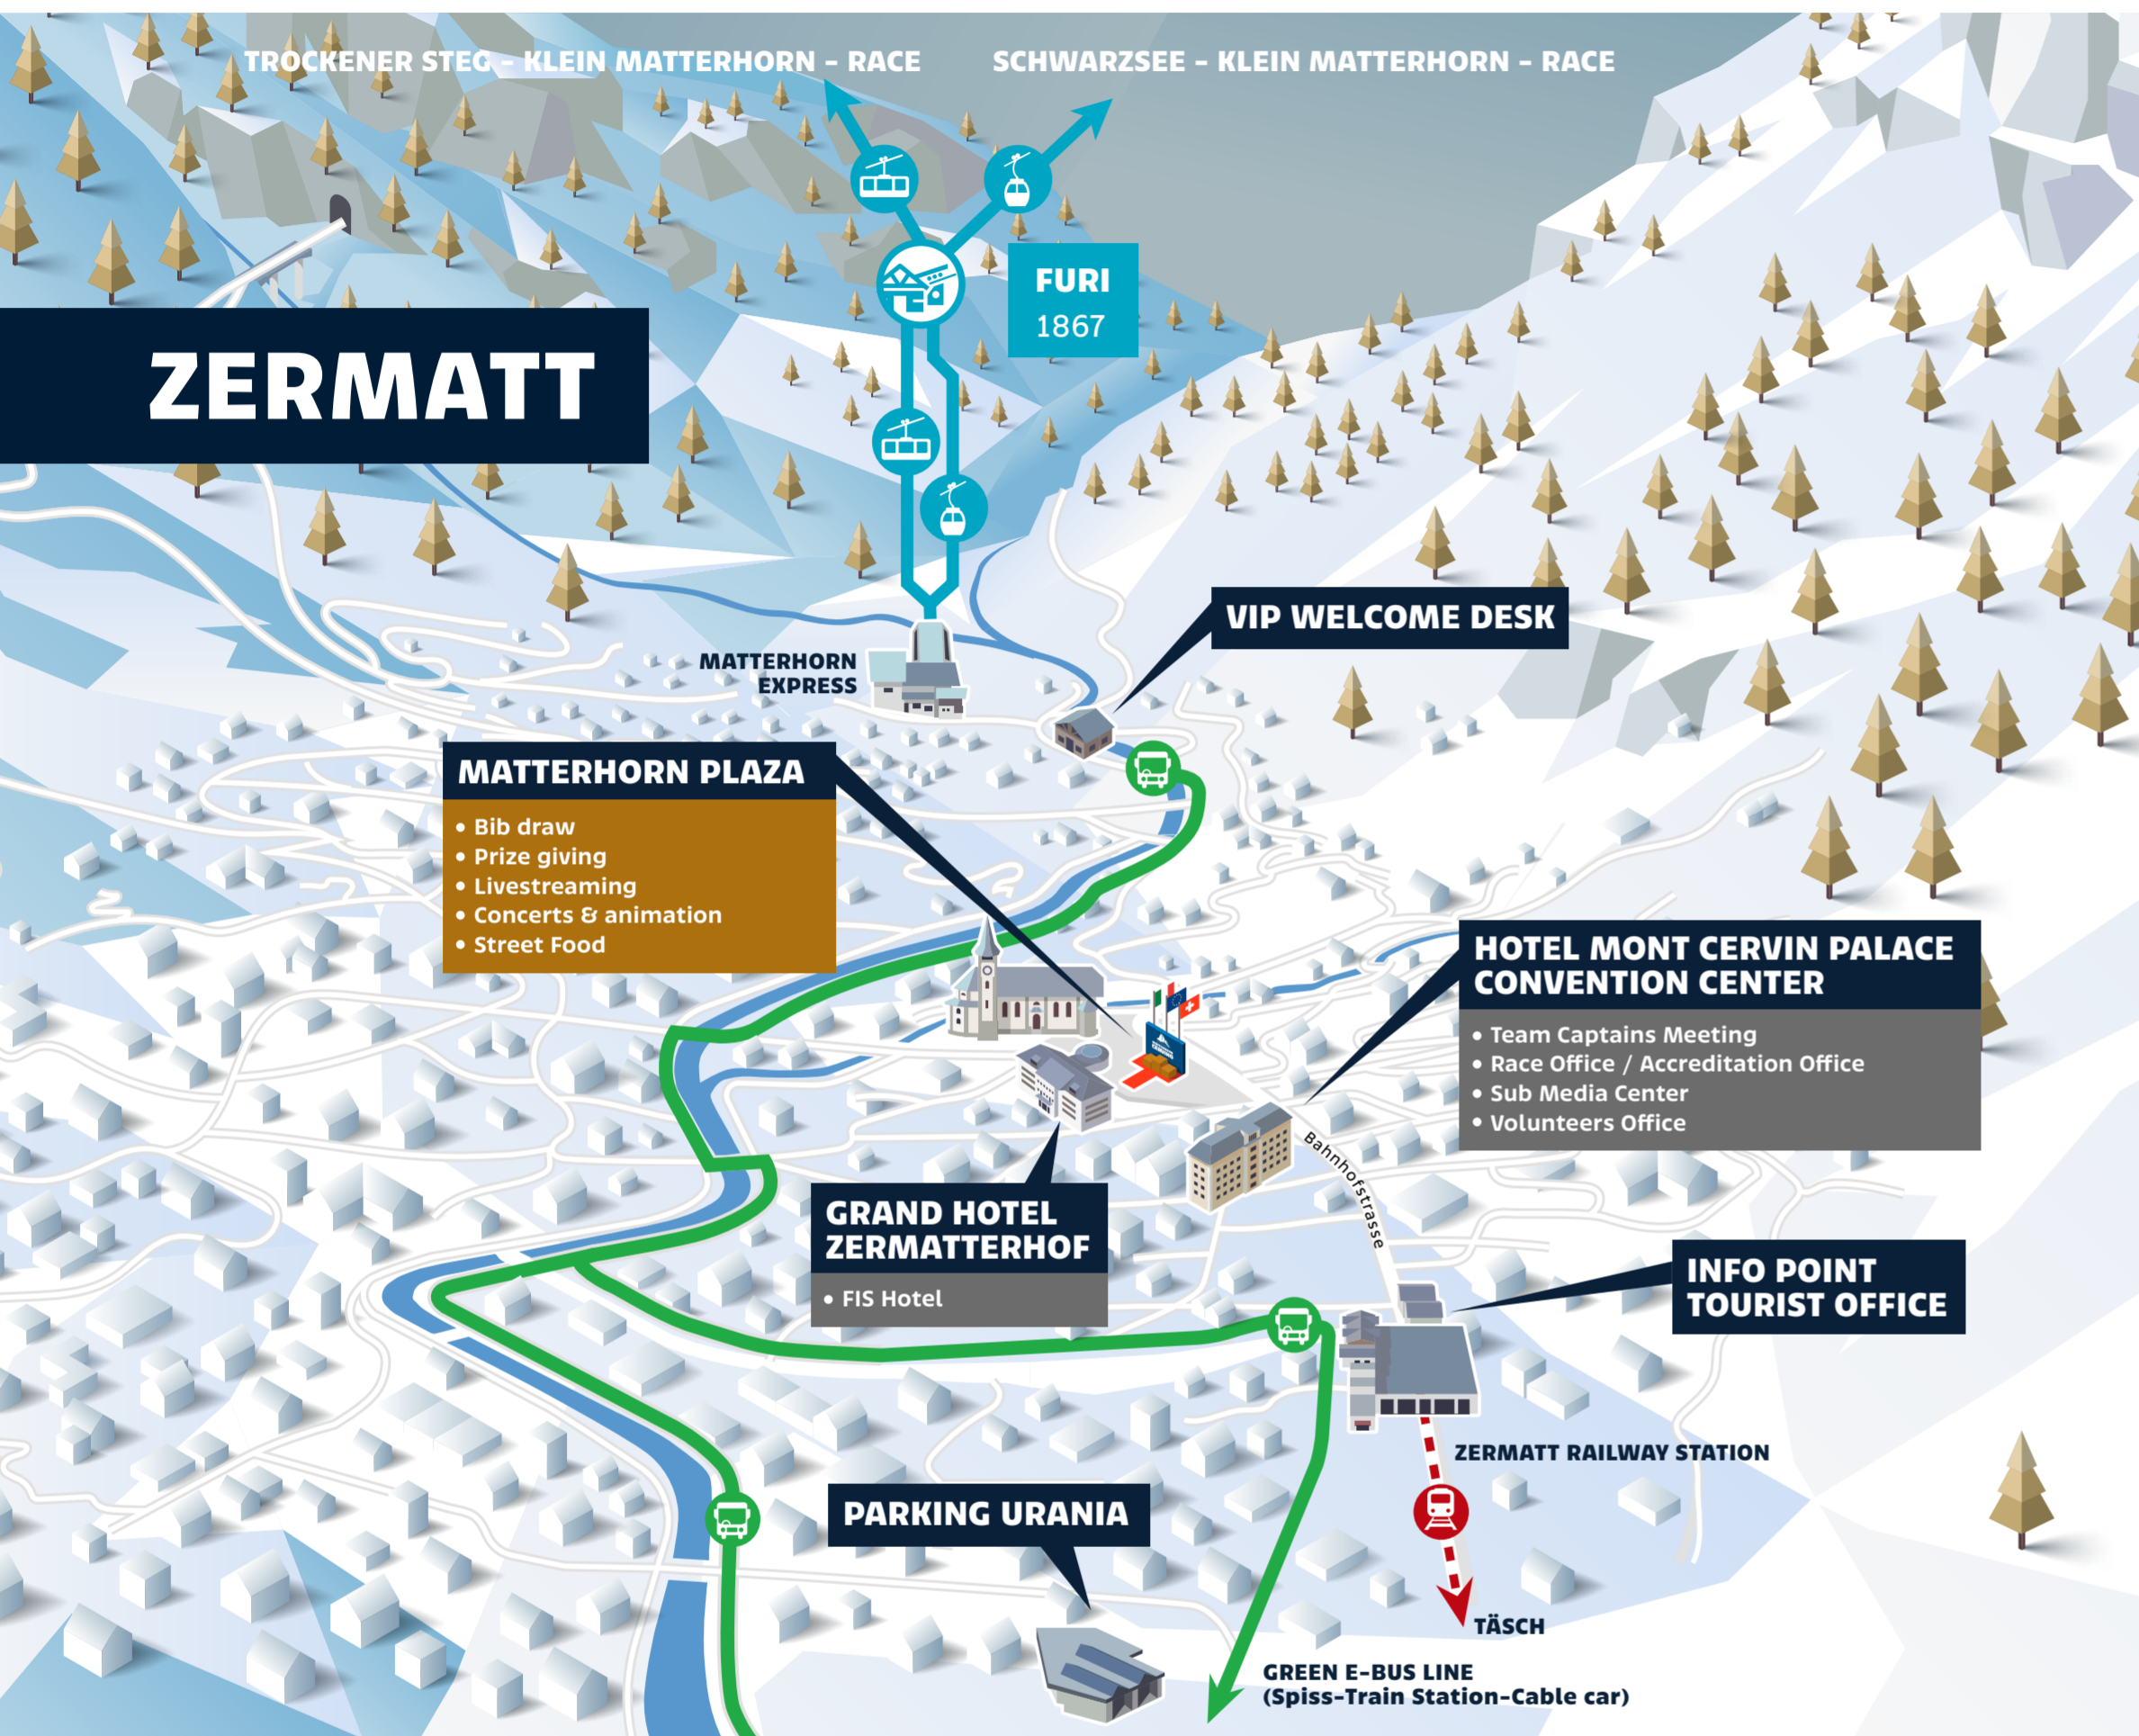 TROCKENER STEG - KLEIN MATTERHORN - RACE
SCHWARZSEE - KLEIN MATTERHORN - RACE
FURI
1867
ZERMATT
VIP WELCOME DESK
MATTERHORN
EXPRESS
MATTERHORN PLAZA
• Bib draw
• Prize giving
• Livestreaming
• Concerts & animation
• Street Food
HOTEL MONT CERVIN PALACE
CONVENTION CENTER
• Team Captains Meeting
• Race Office / Accreditation Office
• Sub Media Center
• Volunteers Office
Bahnhofstrasse
GRAND HOTEL
ZERMATTERHOF
• FIS Hotel
INFO POINT
TOURIST OFFICE
ZERMATT RAILWAY STATION
PARKING URANIA
TÄSCH
GREEN E-BUS LINE
(Spiss-Train Station-Cable car)